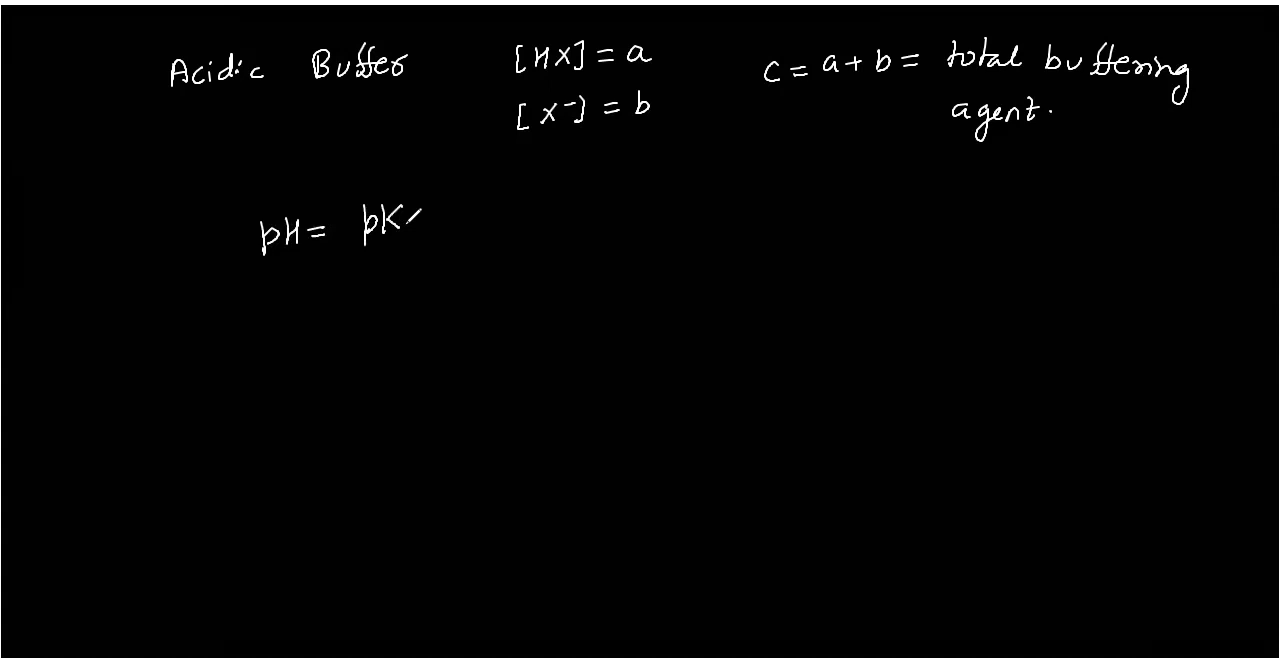 Acidic Buffer [HX] = a c = a + b = total buffering
[X-] = b agent.
pH = pK